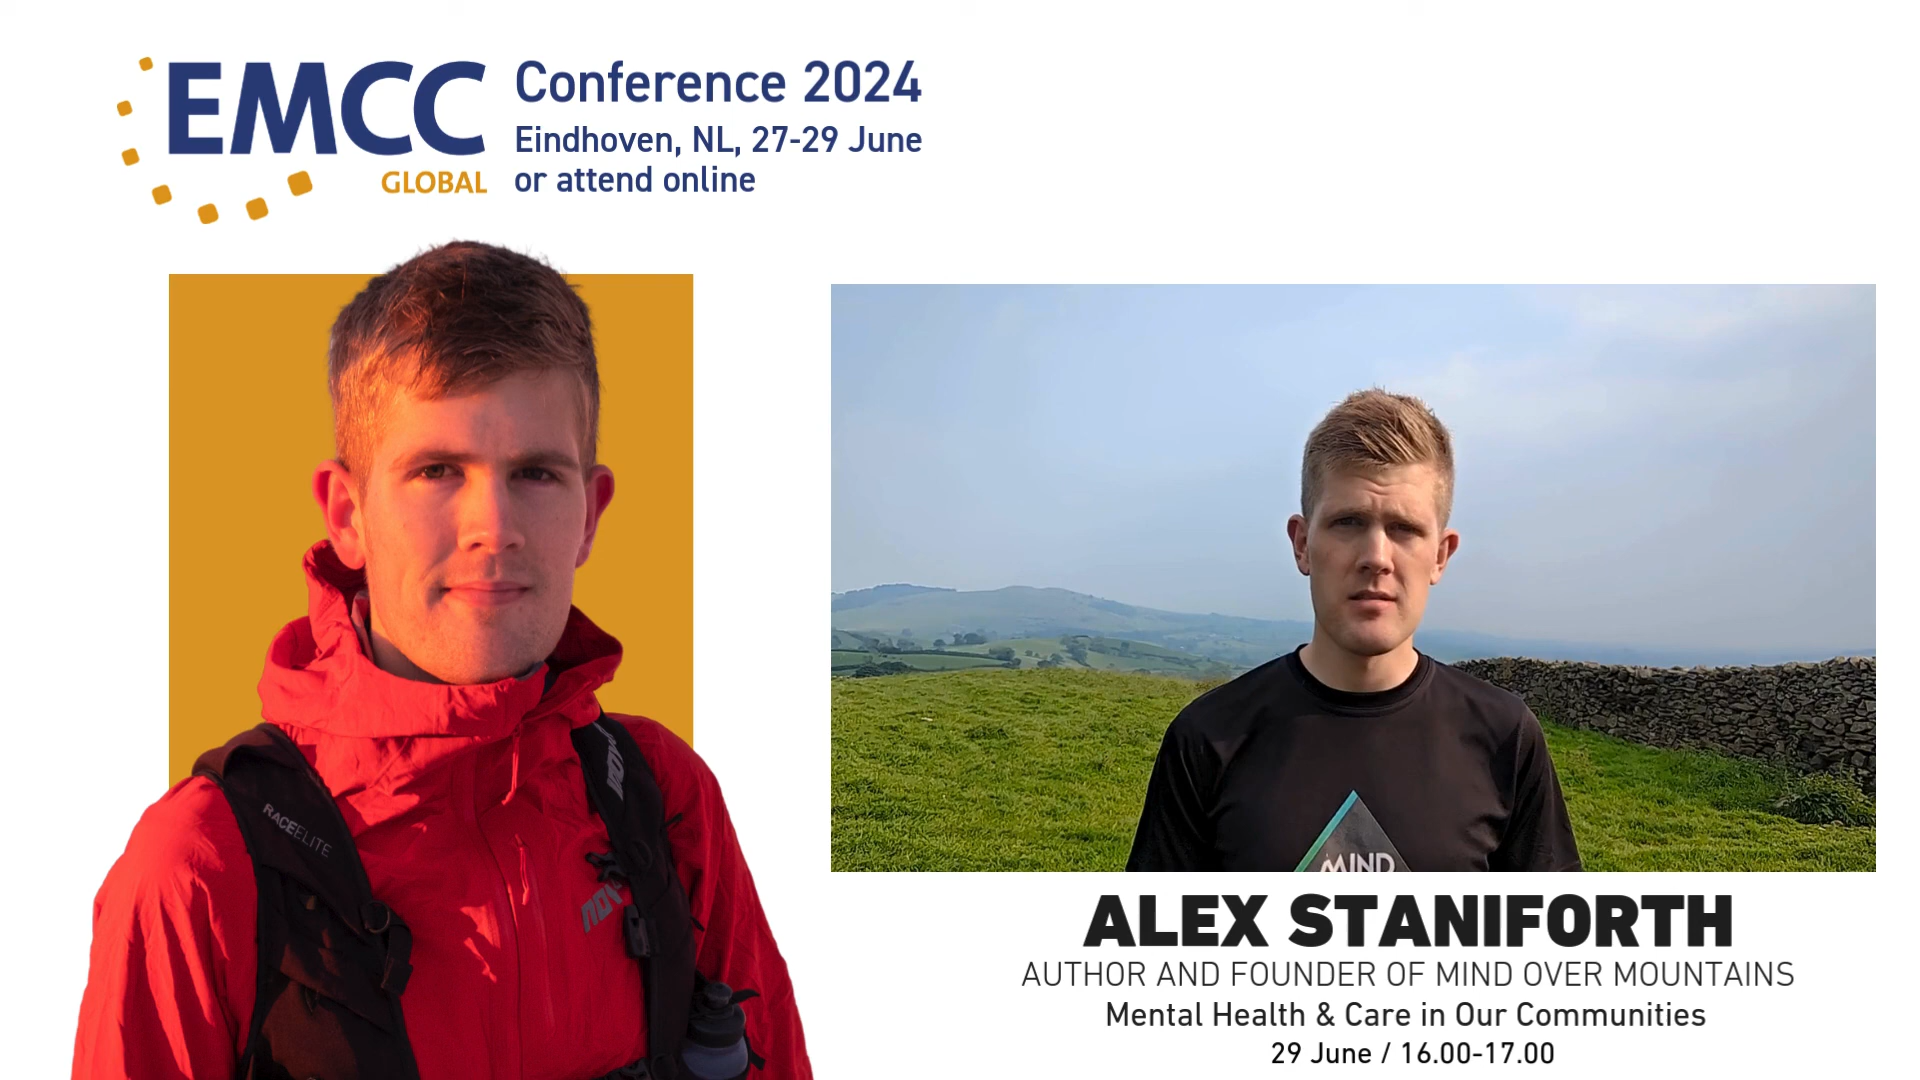 EMCC
GLOBAL
Conference 2024
Eindhoven, NL, 27-29 June
or attend online
RACEELITE
MIND
ALEX STANIFORTH
AUTHOR AND FOUNDER OF MIND OVER MOUNTAINS
Mental Health & Care in Our Communities
29 June / 16.00-17.00